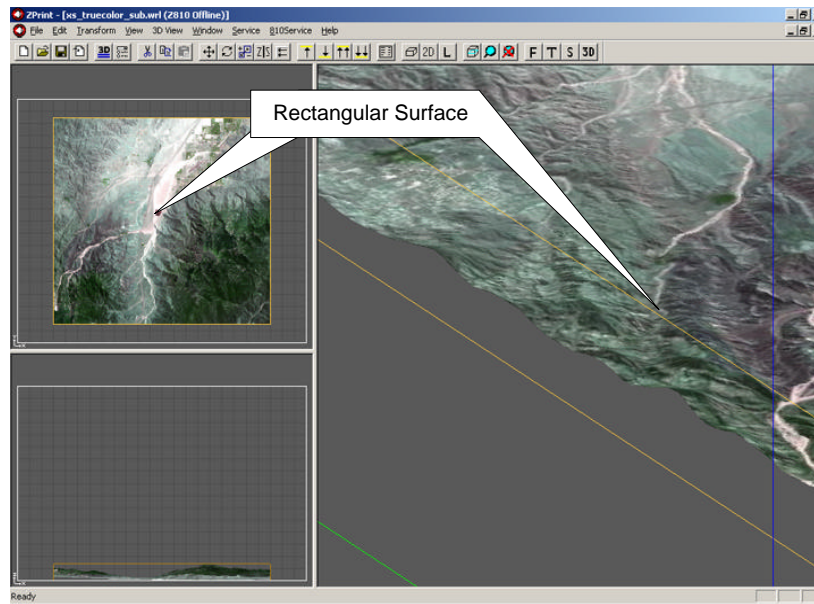 ZPrint - [xs_truecolor_sub.wrl (Z810 Offline)]
File Edit Transform View 3D View Window Service 810Service Help
3D Z|S 2D L F T S 3D
Rectangular Surface
Ready